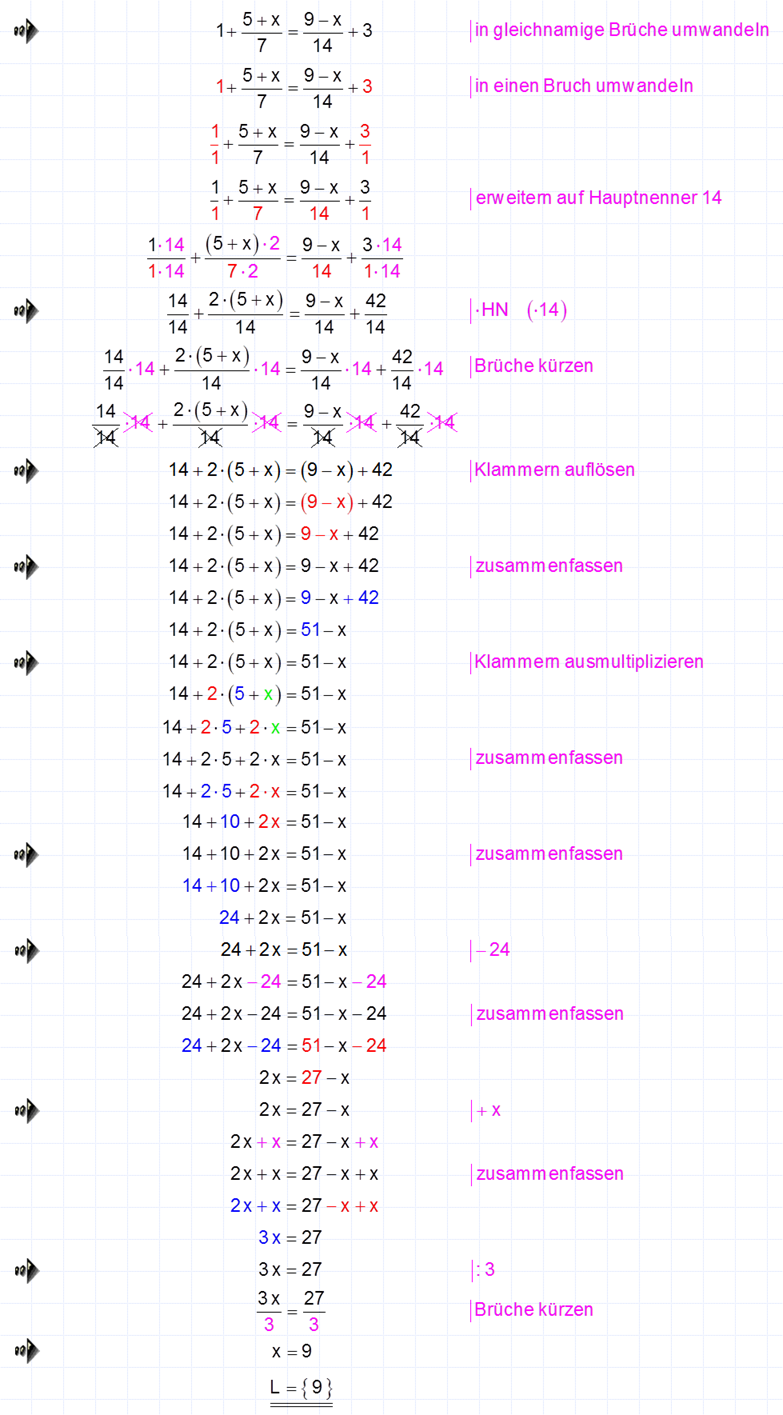 1 + (5 + x)/7 = (9 − x)/14 + 3 |in gleichnamige Brüche umwandeln
1 + (5 + x)/7 = (9 − x)/14 + 3 |in einen Bruch umwandeln
1/1 + (5 + x)/7 = (9 − x)/14 + 3/1
1/1 + (5 + x)/7 = (9 − x)/14 + 3/1 |erweitern auf Hauptnenner 14
(1·14)/(1·14) + ((5 + x)·2)/(7·2) = (9 − x)/14 + (3·14)/(1·14)
14/14 + (2·(5 + x))/14 = (9 − x)/14 + 42/14 |·HN (·14)
14/14·14 + (2·(5 + x))/14·14 = (9 − x)/14·14 + 42/14·14 |Brüche kürzen
14/14·14 + (2·(5 + x))/14·14 = (9 − x)/14·14 + 42/14·14
14 + 2·(5 + x) = (9 − x) + 42 |Klammern auflösen
14 + 2·(5 + x) = (9 − x) + 42
14 + 2·(5 + x) = 9 − x + 42
14 + 2·(5 + x) = 9 − x + 42 |zusammenfassen
14 + 2·(5 + x) = 9 − x + 42
14 + 2·(5 + x) = 51 − x
14 + 2·(5 + x) = 51 − x |Klammern ausmultiplizieren
14 + 2·(5 + x) = 51 − x
14 + 2·5 + 2·x = 51 − x
14 + 2·5 + 2·x = 51 − x |zusammenfassen
14 + 2·5 + 2·x = 51 − x
14 + 10 + 2x = 51 − x
14 + 10 + 2x = 51 − x |zusammenfassen
14 + 10 + 2x = 51 − x
24 + 2x = 51 − x
24 + 2x = 51 − x |− 24
24 + 2x − 24 = 51 − x − 24
24 + 2x − 24 = 51 − x − 24 |zusammenfassen
24 + 2x − 24 = 51 − x − 24
2x = 27 − x
2x = 27 − x |+ x
2x + x = 27 − x + x
2x + x = 27 − x + x |zusammenfassen
2x + x = 27 − x + x
3x = 27
3x = 27 |: 3
3x/3 = 27/3 |Brüche kürzen
x = 9
L = {9}